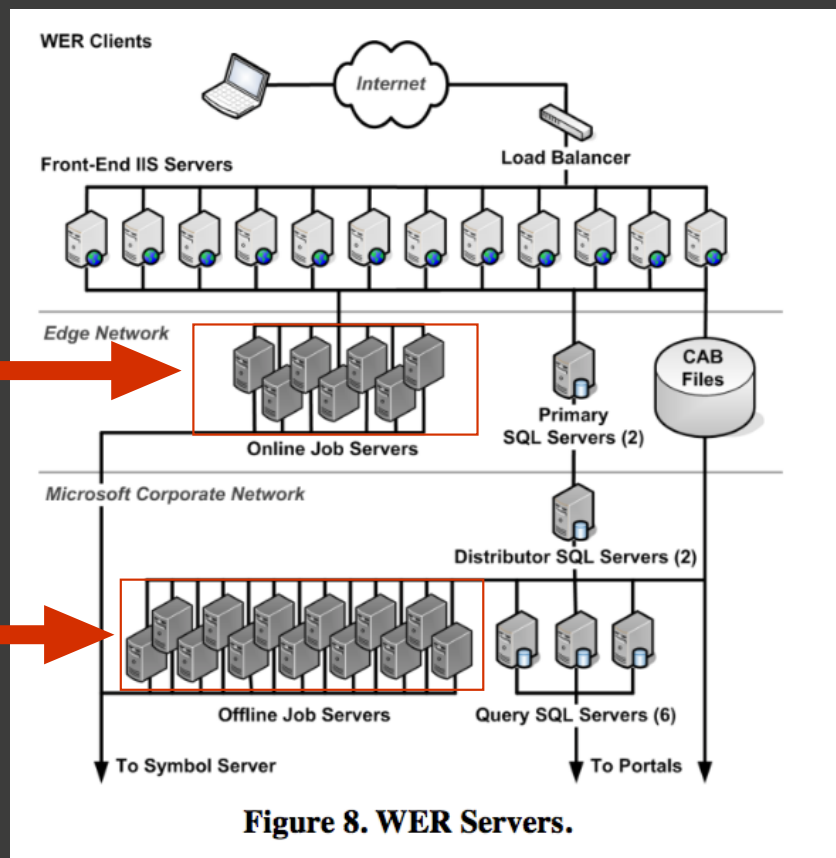 WER Clients
Internet
Load Balancer
Front-End IIS Servers
Edge Network
CAB
Files
Primary
SQL Servers (2)
Online Job Servers
Microsoft Corporate Network
Distributor SQL Servers (2)
Offline Job Servers
Query SQL Servers (6)
To Symbol Server
To Portals
Figure 8. WER Servers.